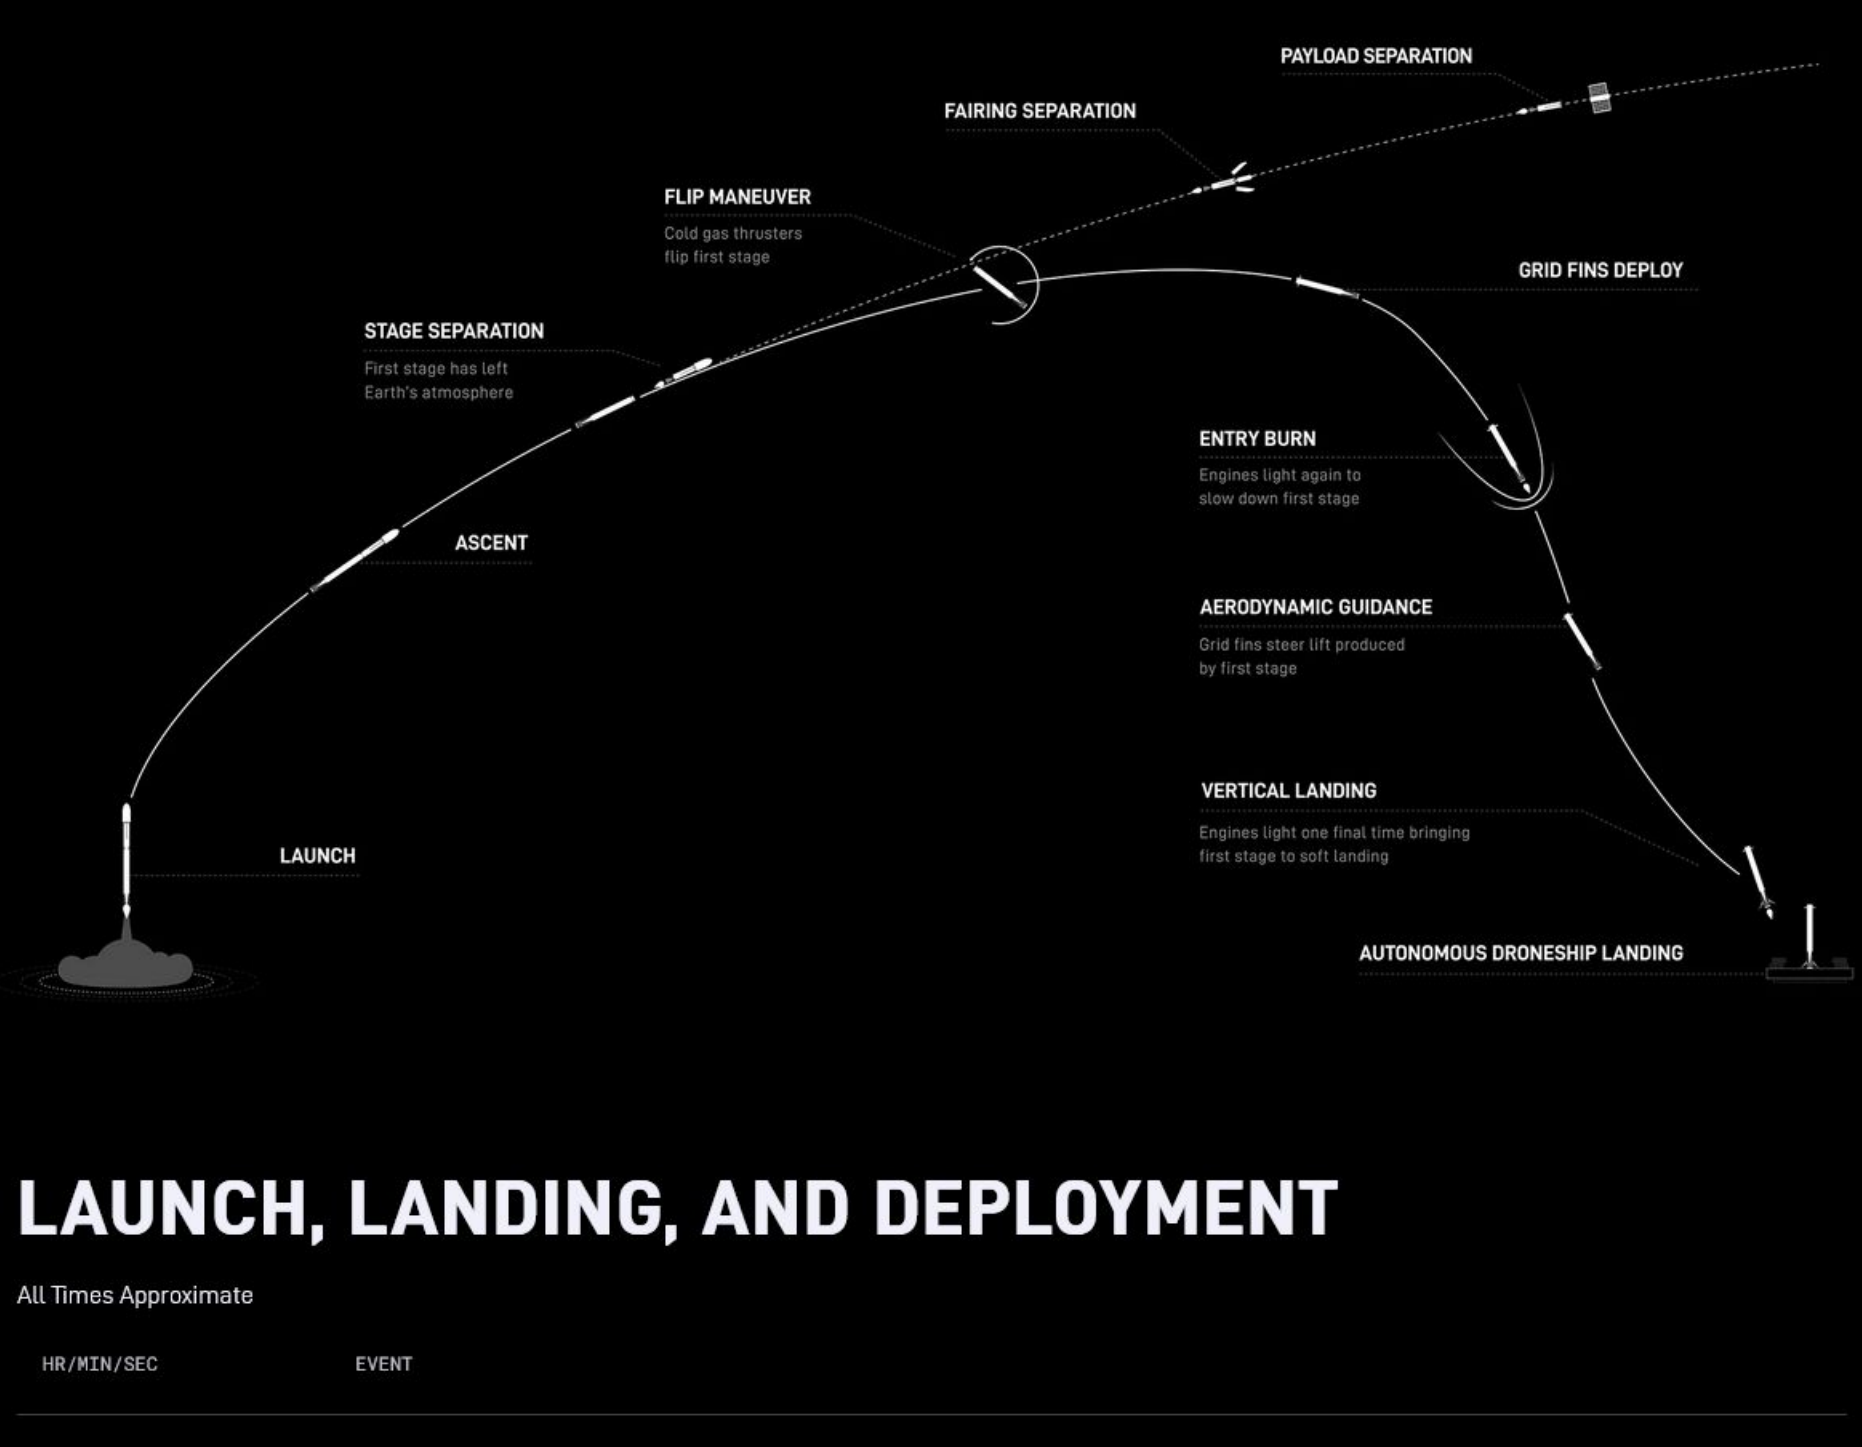 PAYLOAD SEPARATION
FAIRING SEPARATION
FLIP MANEUVER
Cold gas thrusters
flip first stage
GRID FINS DEPLOY
STAGE SEPARATION
First stage has left
Earth's atmosphere
ENTRY BURN
Engines light again to
slow down first stage
ASCENT
AERODYNAMIC GUIDANCE
Grid fins steer lift produced
by first stage
VERTICAL LANDING
Engines light one final time bringing
first stage to soft landing
LAUNCH
AUTONOMOUS DRONESHIP LANDING
LAUNCH, LANDING, AND DEPLOYMENT
All Times Approximate
HR/MIN/SEC
EVENT